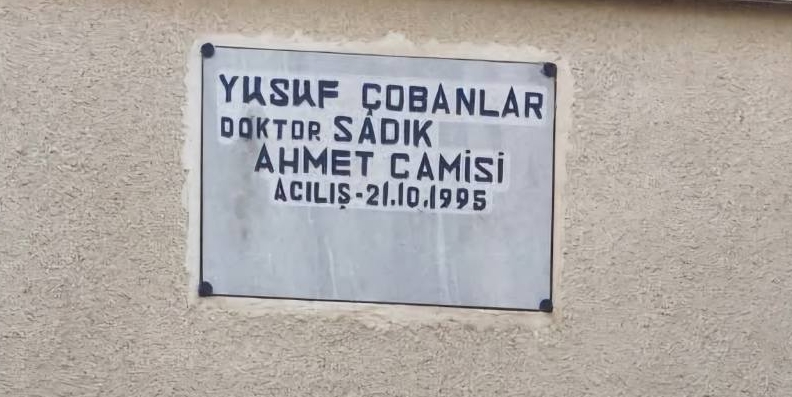 YUSUF ÇOBANLAR
DOKTOR SADIK
AHMET CAMİSİ
ACILIŞ-21.10.1995